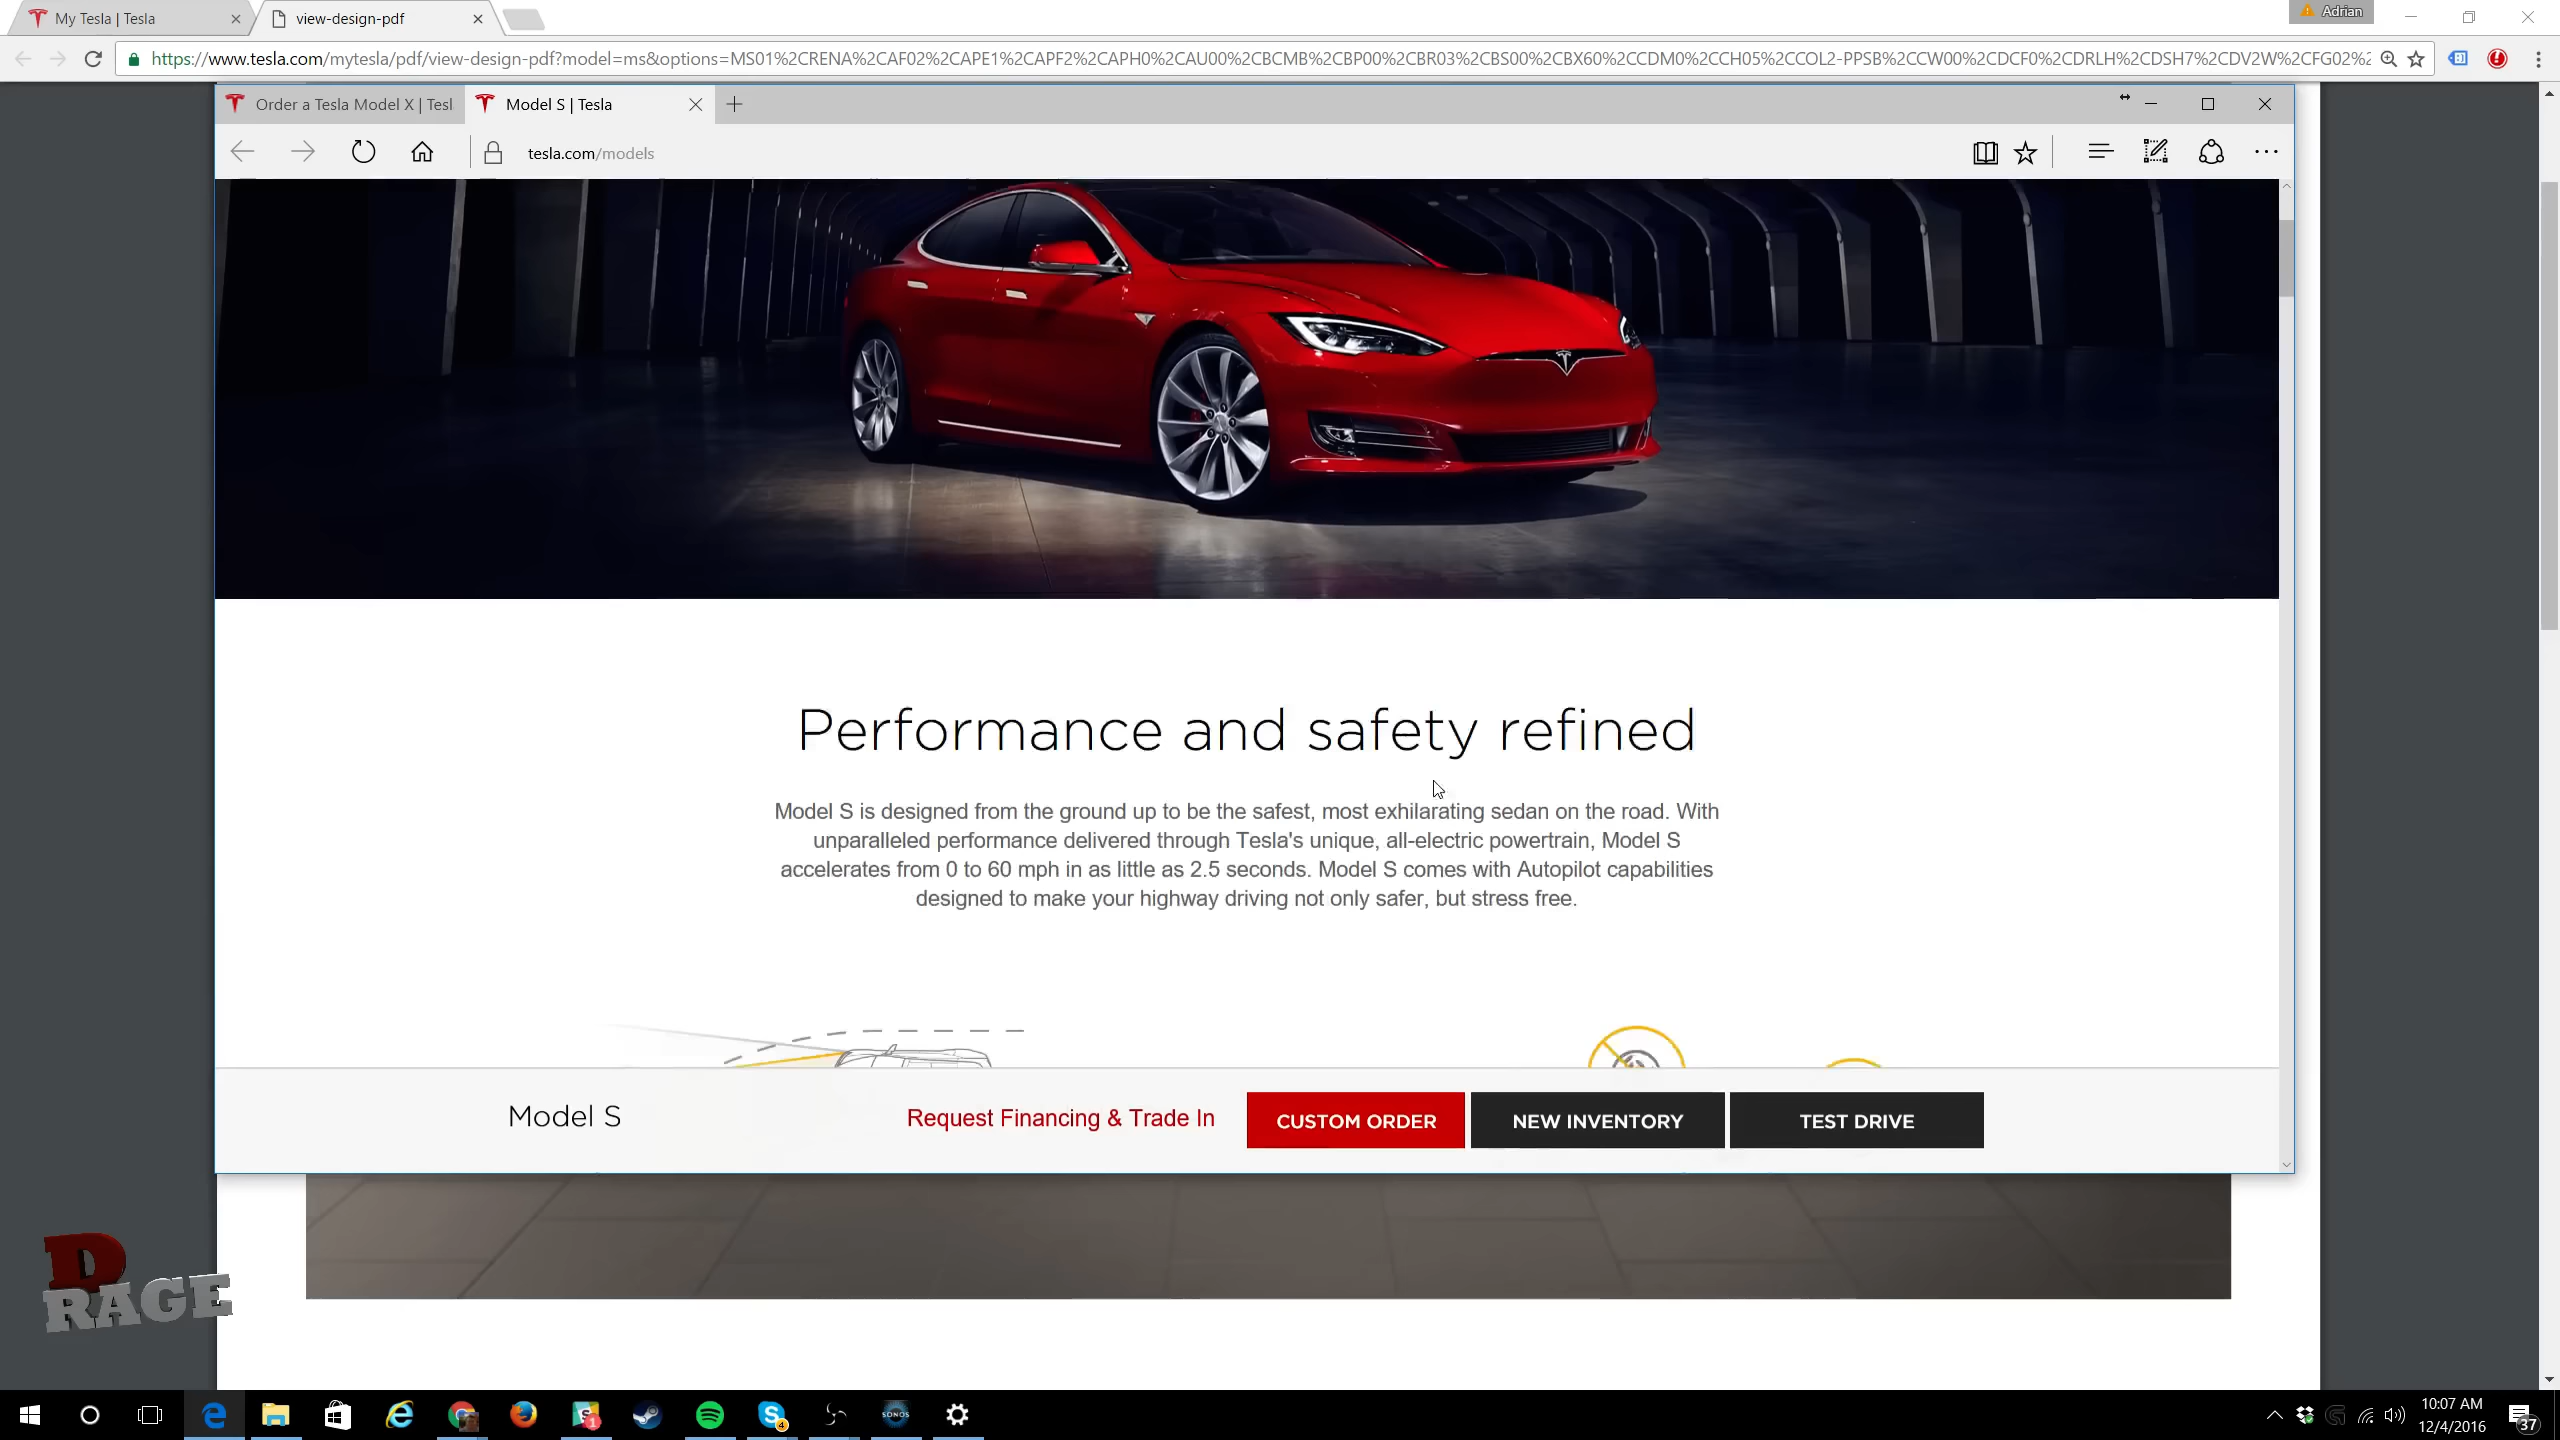 My Tesla | Tesla
view-design-pdf
Adrian
https://www.tesla.com/mytesla/pdf/view-design-pdf?model=ms&options=MS01%2CRENA%2CAF02%2CAPE1%2CAPF2%2CAPH0%2CAU00%2CBCMB%2CBP00%2CBR03%2CBS00%2CBX60%2CCDM0%2CCH05%2CCOL2-PPSB%2CCW00%2CDCF0%2CDRLH%2CDSH7%2CDV2W%2CFG02%2
Order a Tesla Model X | Tesl
Model S | Tesla
tesla.com/models
Performance and safety refined
Model S is designed from the ground up to be the safest, most exhilarating sedan on the road. With
unparalleled performance delivered through Tesla's unique, all-electric powertrain, Model S
accelerates from 0 to 60 mph in as little as 2.5 seconds. Model S comes with Autopilot capabilities
designed to make your highway driving not only safer, but stress free.
Model S
Request Financing & Trade In
CUSTOM ORDER
NEW INVENTORY
TEST DRIVE
D
RAGE
1
4
SONOS
10:07 AM
12/4/2016
37